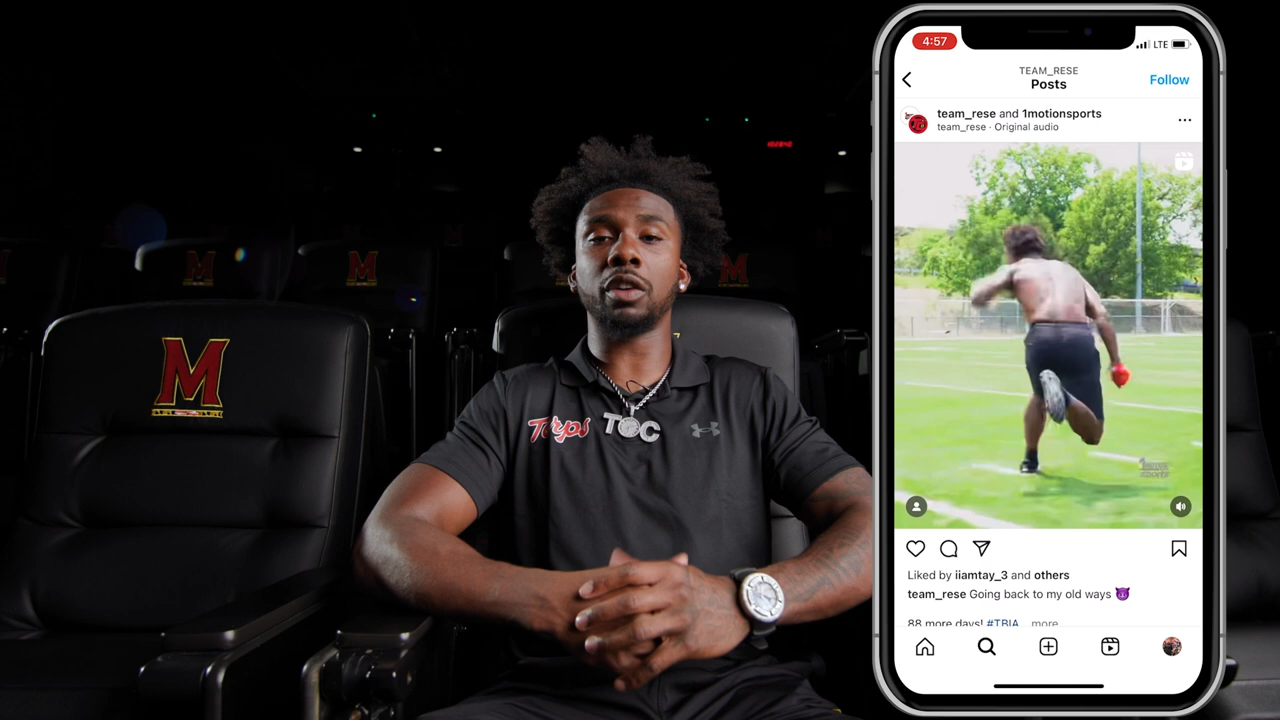 M
M
M
M
Terps
TOC
4:57
LTE
TEAM_RESE
Posts
Follow
team_rese and 1motionsports
team_rese · Original audio
Liked by iiamtay_3 and others
team_rese Going back to my old ways 😈
88 more days! #TBIA... more